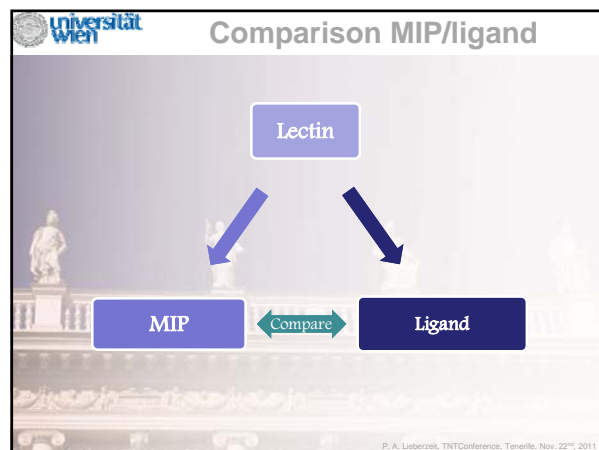 universität
wien
Comparison MIP/ligand
Lectin
MIP
Compare
Ligand
P. A. Lieberzeit, TNTConference, Tenerife, Nov. 22nd, 2011